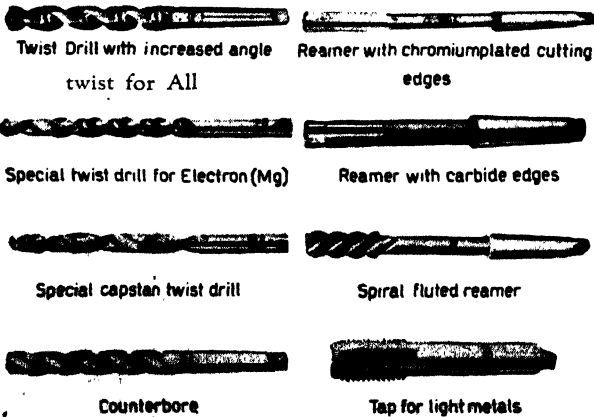 Twist Drill with increased angle
twist for All
Reamer with chromiumplated cutting
edges
Special twist drill for Electron (Mg)
Reamer with carbide edges
Special capstan twist drill
Spiral fluted reamer
Counterbore
Tap for light metals